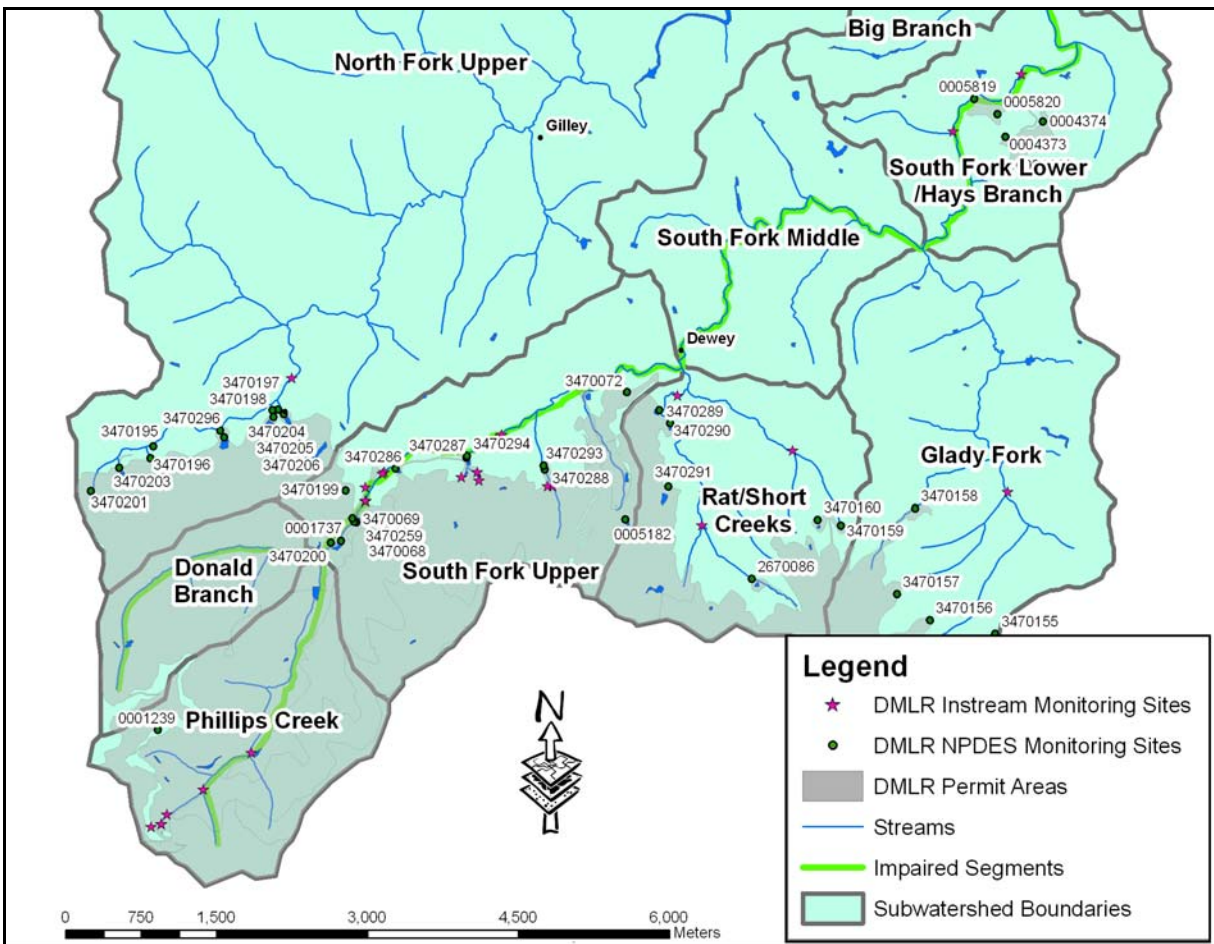 Big Branch
North Fork Upper
0005819
0005820
Gilley
0004374
0004373
South Fork Lower
/Hays Branch
South Fork Middle
Dewey
3470197
3470072
3470198
3470289
3470296
3470204
3470290
3470195
3470205
3470287
3470294
3470196
3470206
3470286
3470293
Glady Fork
3470203
3470288
3470291
3470201
3470199
Rat/Short
Creeks
3470160
3470158
3470069
0001737
3470259
0005182
3470159
3470200
3470068
Donald
Branch
South Fork Upper
2670086
3470157
3470156
3470155
Phillips Creek
0001239
N
Legend
DMLR Instream Monitoring Sites
DMLR NPDES Monitoring Sites
DMLR Permit Areas
Streams
Impaired Segments
Subwatershed Boundaries
0 750 1,500 3,000 4,500 6,000
Meters